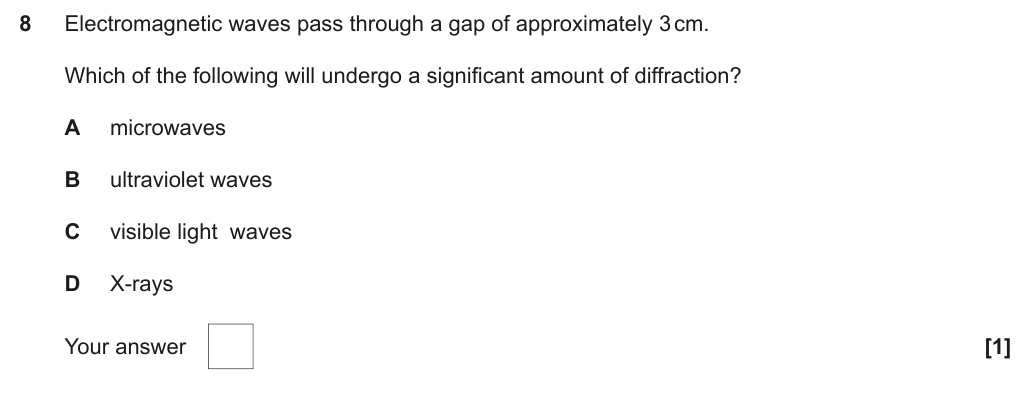 8 Electromagnetic waves pass through a gap of approximately 3 cm.
Which of the following will undergo a significant amount of diffraction?
A microwaves
B ultraviolet waves
C visible light waves
D X-rays
Your answer [1]